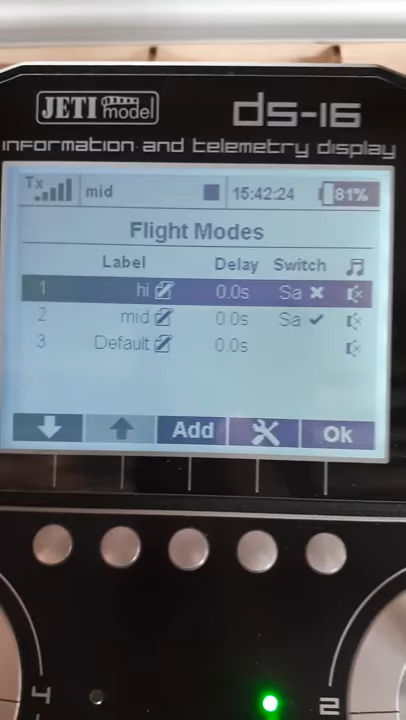 JETI model
ds-16
information and telemetry display
Tx mid 15:42:24 81%
Flight Modes
Label Delay Switch
1 hi 0.0s Sa
2 mid 0.0s Sa
3 Default 0.0s
Add Ok
4 2